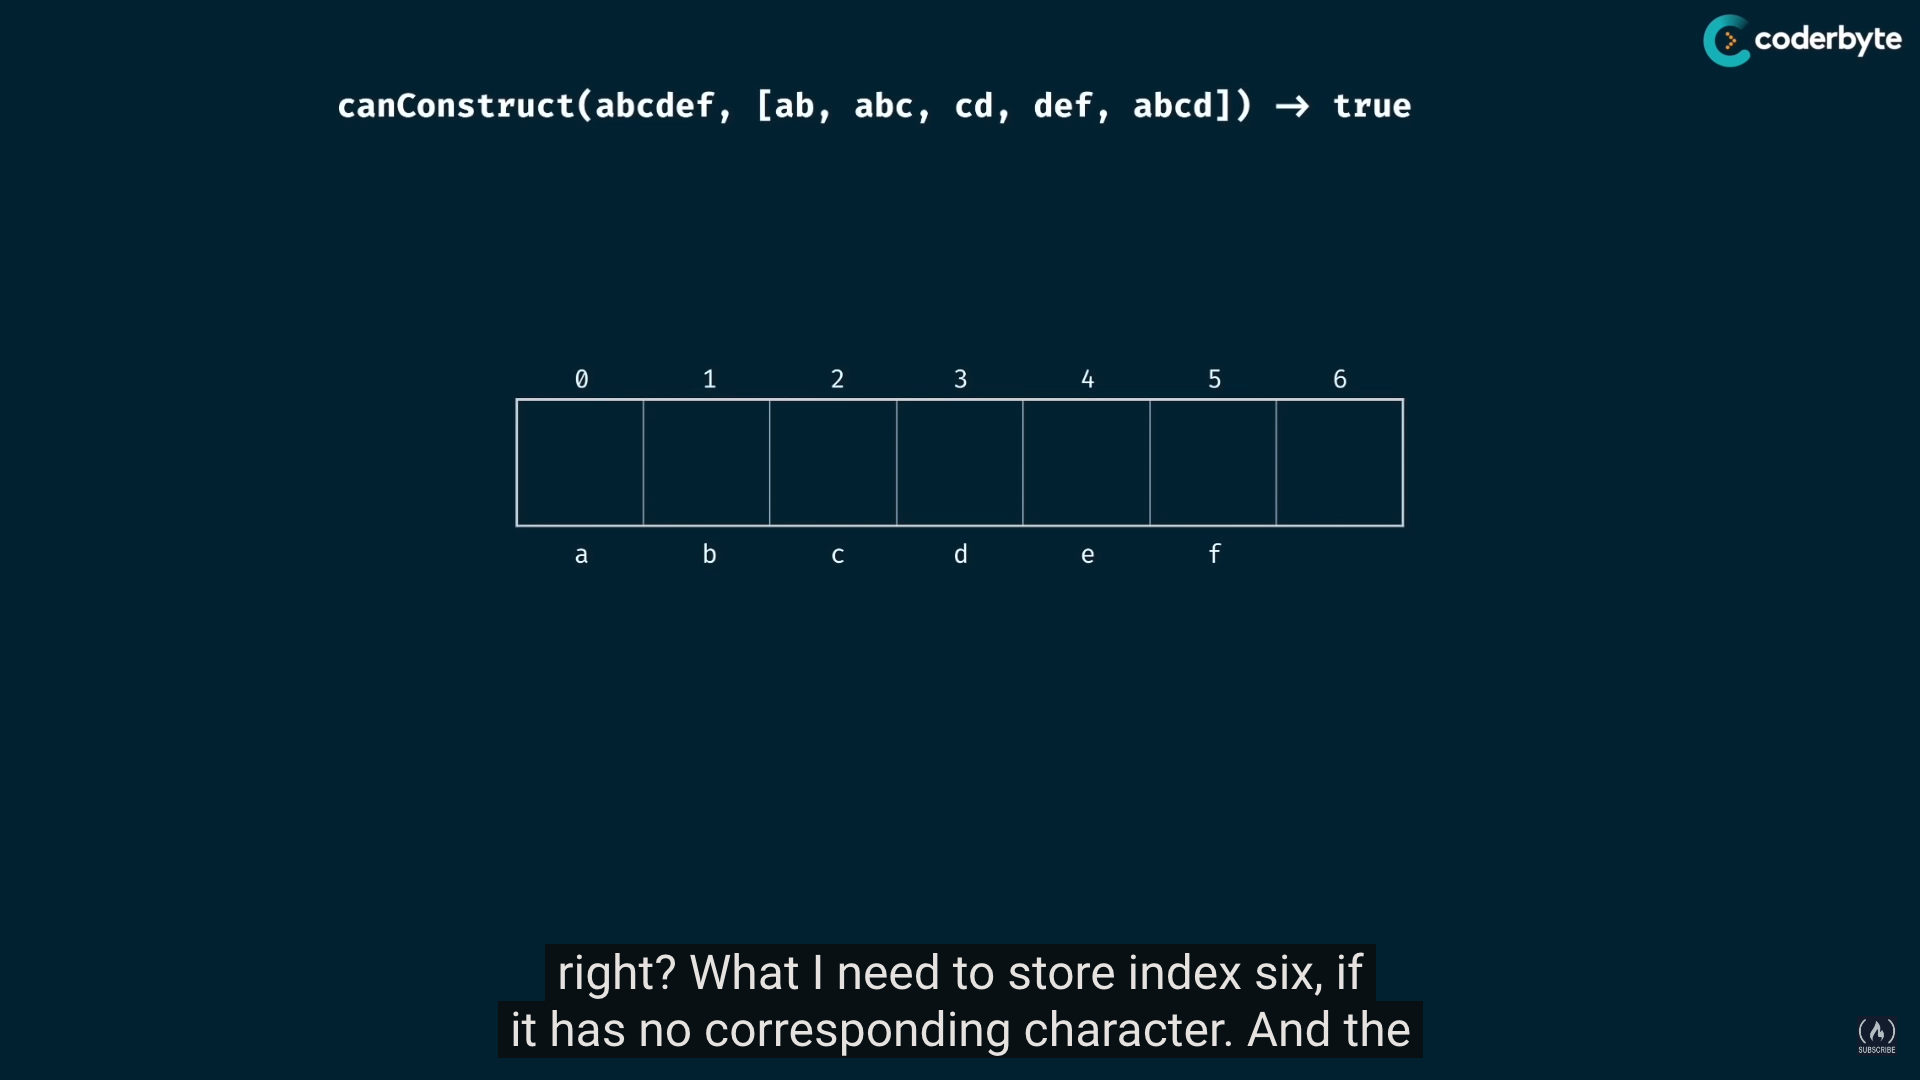 coderbyte
canConstruct(abcdef, [ab, abc, cd, def, abcd]) → true
0 1 2 3 4 5 6
a b c d e f
right? What I need to store index six, if
it has no corresponding character. And the
SUBSCRIBE